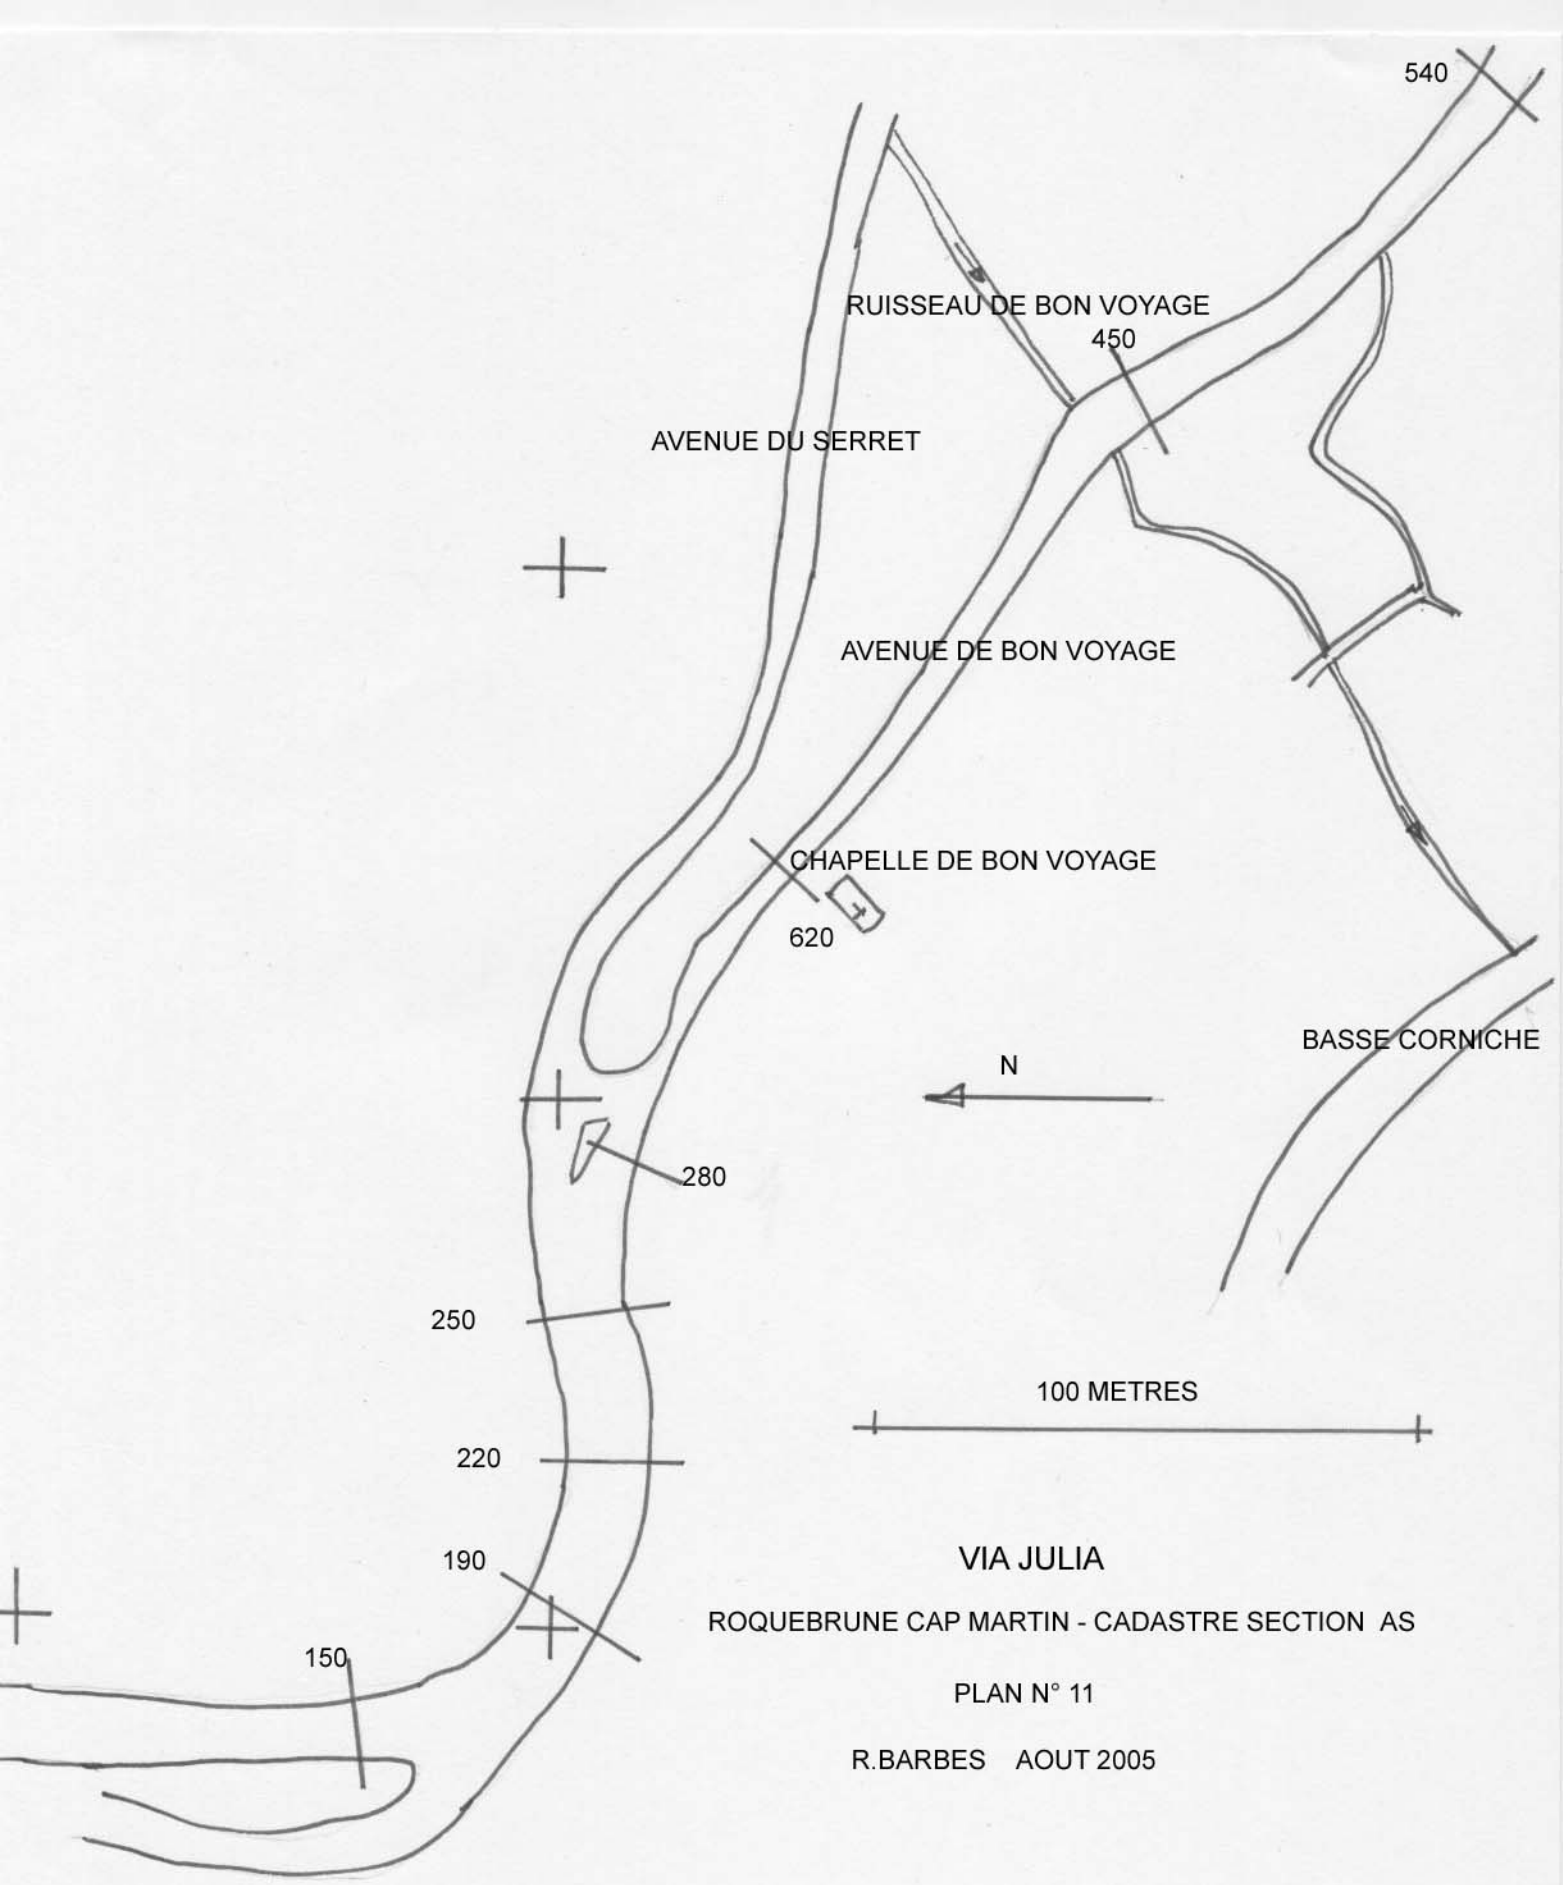 540
RUISSEAU DE BON VOYAGE
450
AVENUE DU SERRET
AVENUE DE BON VOYAGE
CHAPELLE DE BON VOYAGE
620
BASSE CORNICHE
N
280
250
100 METRES
220
VIA JULIA
190
ROQUEBRUNE CAP MARTIN - CADASTRE SECTION AS
150
PLAN N° 11
R.BARBES AOUT 2005